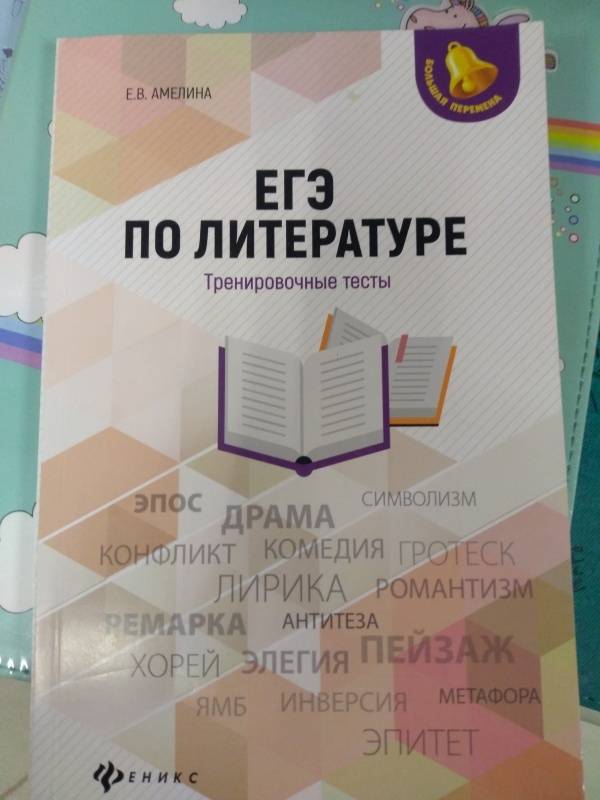 Е.В. АМЕЛИНА
БОЛЬШАЯ ПЕРЕМЕНА
ЕГЭ
ПО ЛИТЕРАТУРЕ
Тренировочные тесты
ЭПОС
СИМВОЛИЗМ
ДРАМА
КОНФЛИКТ КОМЕДИЯ ГРОТЕСК
ЛИРИКА РОМАНТИЗМ
РЕМАРКА АНТИТЕЗА
ХОРЕЙ ЭЛЕГИЯ ПЕЙЗАЖ
ЯМБ ИНВЕРСИЯ МЕТАФОРА
ЭПИТЕТ
ФЕНИКС